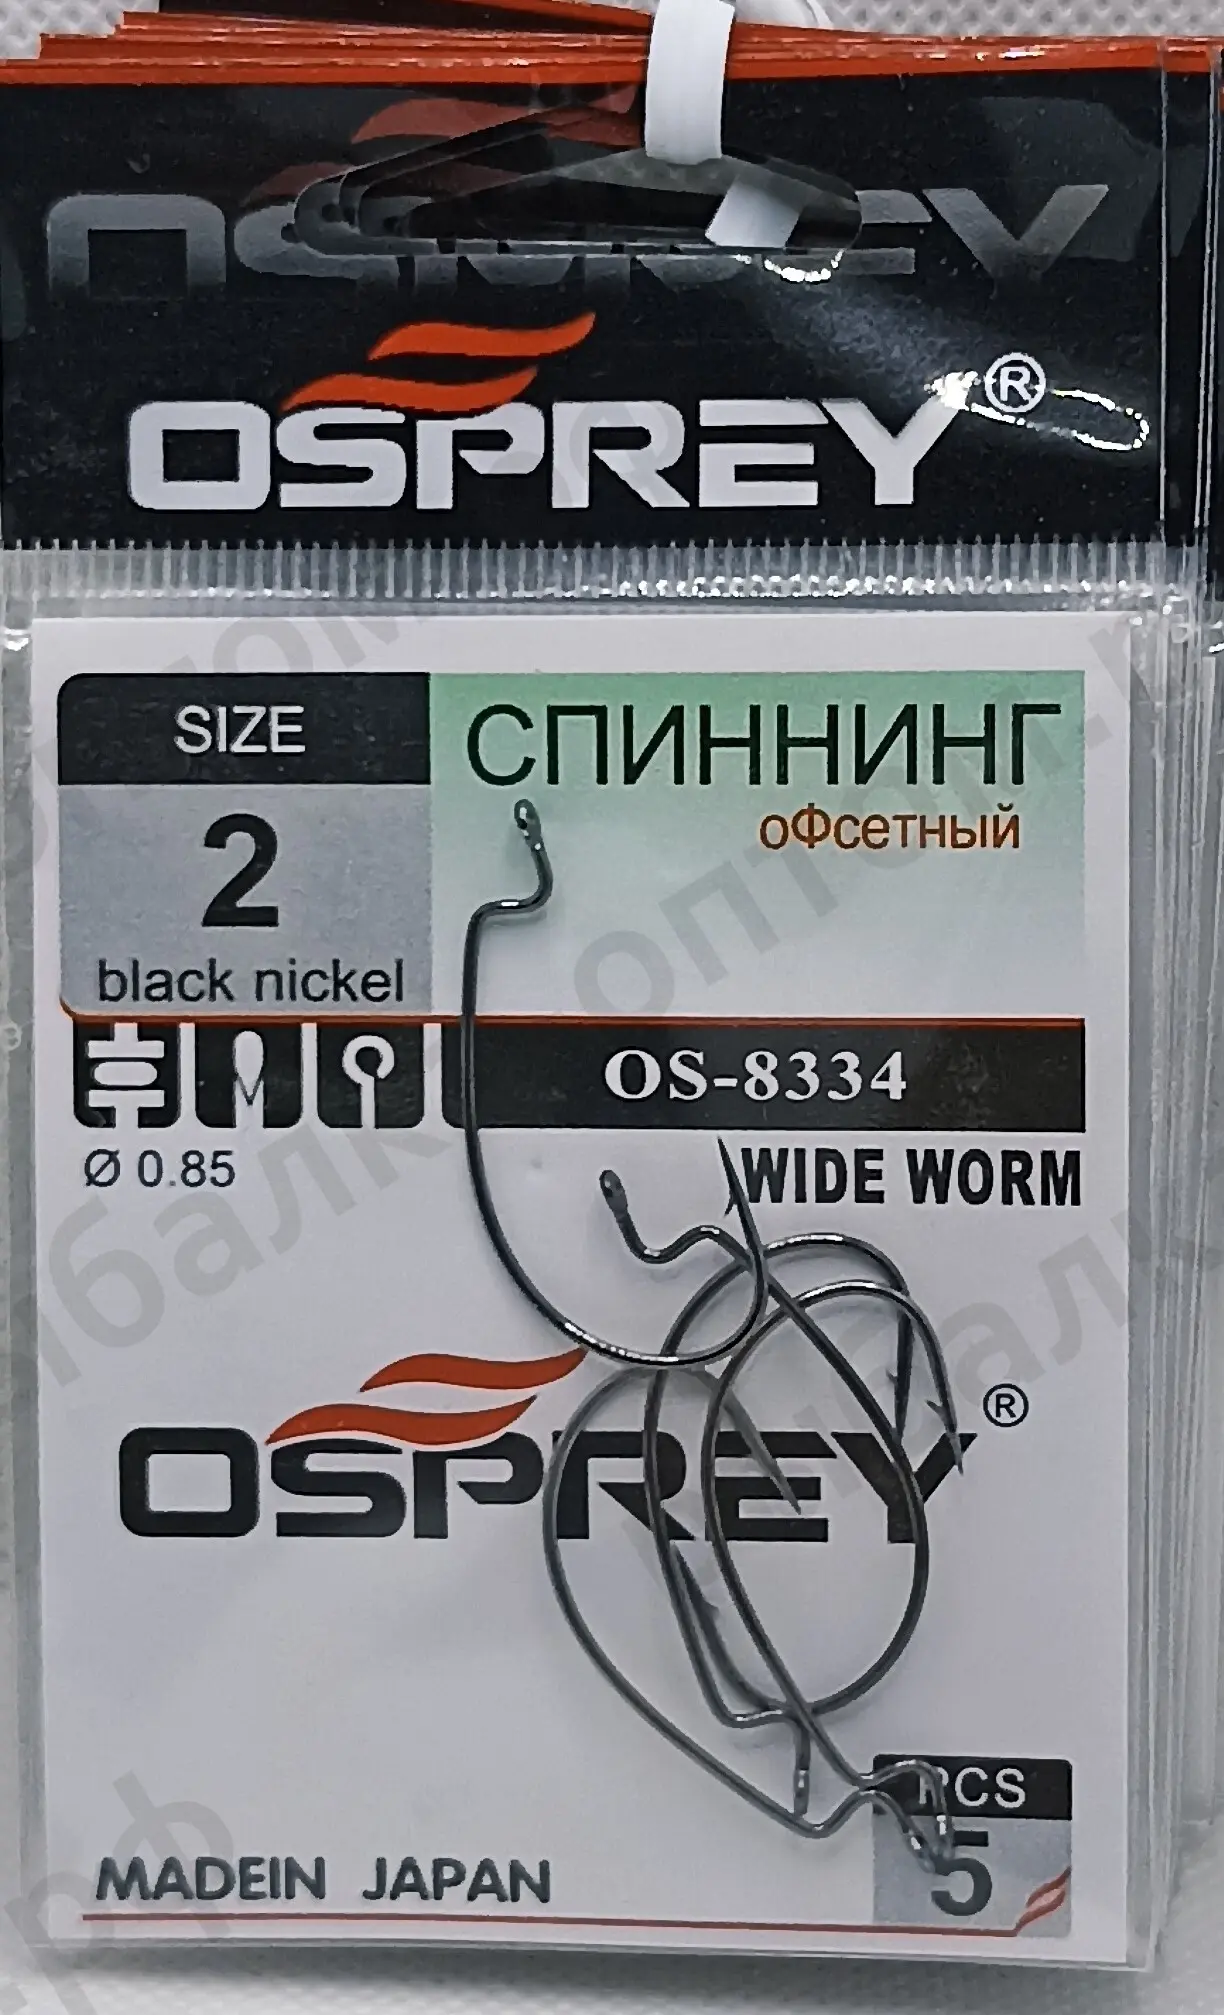 OSPREY
OSPREY®
SIZE
2
black nickel
СПИННИНГ
оФсетный
OS-8334
Ø 0.85
WIDE WORM
OSPREY®
PCS
5
MADEIN JAPAN